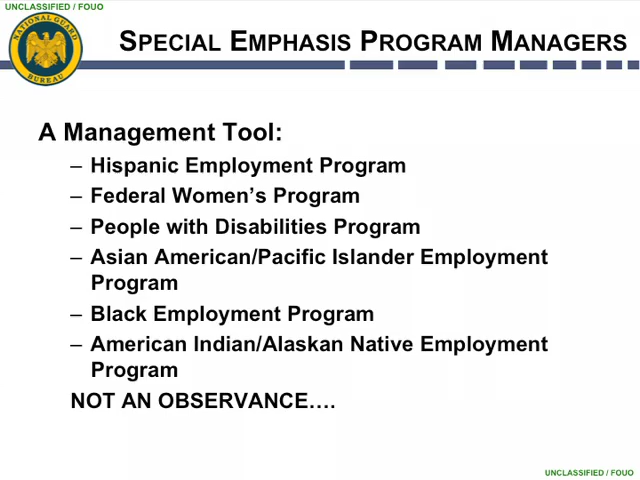 UNCLASSIFIED / FOUO
NATIONAL GUARD
BUREAU
SPECIAL EMPHASIS PROGRAM MANAGERS
A Management Tool:
– Hispanic Employment Program
– Federal Women’s Program
– People with Disabilities Program
– Asian American/Pacific Islander Employment
Program
– Black Employment Program
– American Indian/Alaskan Native Employment
Program
NOT AN OBSERVANCE….
UNCLASSIFIED / FOUO